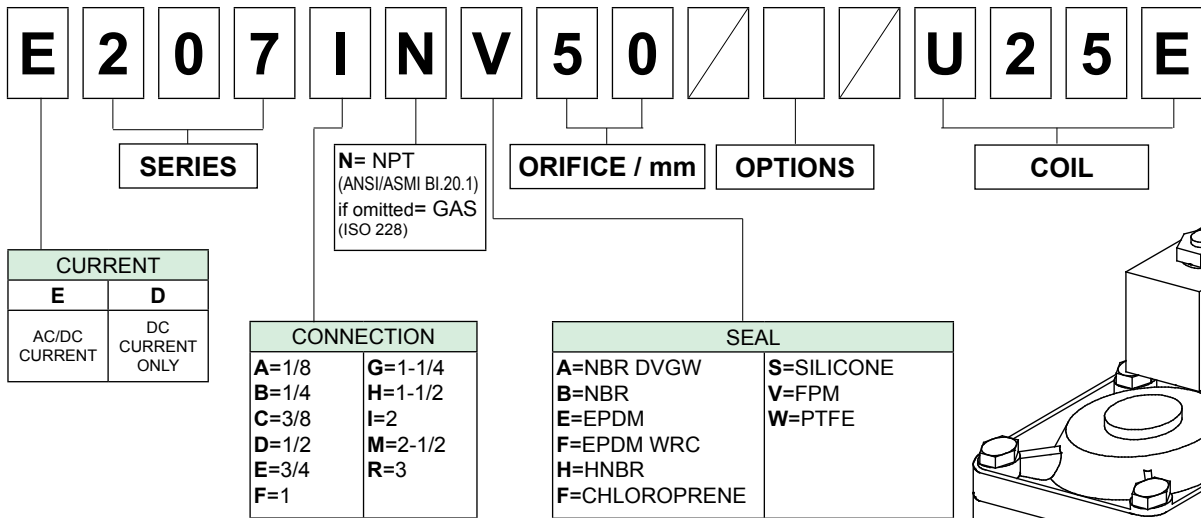 E 2 0 7 I N V 5 0 U 2 5 E
SERIES
N= NPT
(ANSI/ASMI BI.20.1)
if omitted= GAS
(ISO 228)
ORIFICE / mm
OPTIONS
COIL
CURRENT
E D
AC/DC CURRENT
DC CURRENT ONLY
CONNECTION
A=1/8
B=1/4
C=3/8
D=1/2
E=3/4
F=1
G=1-1/4
H=1-1/2
I=2
M=2-1/2
R=3
SEAL
A=NBR DVGW
B=NBR
E=EPDM
F=EPDM WRC
H=HNBR
F=CHLOROPRENE
S=SILICONE
V=FPM
W=PTFE